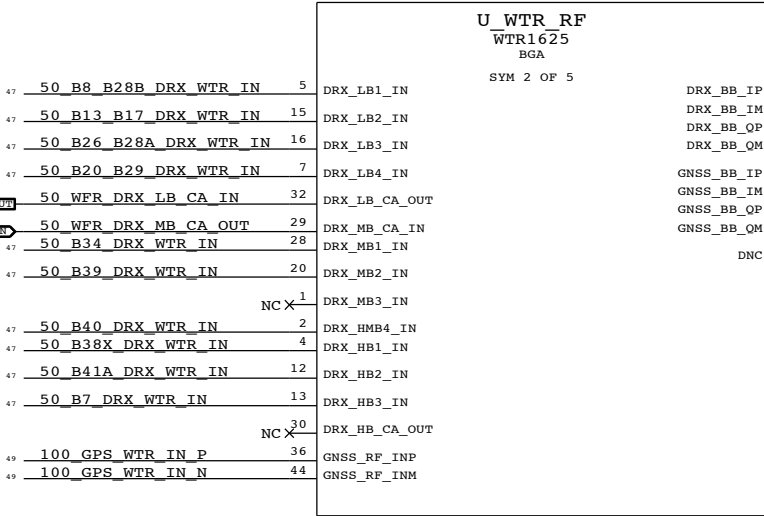 U_WTR_RF
WTR1625
BGA
SYM 2 OF 5
47 50_B8_B28B_DRX_WTR_IN 5 DRX_LB1_IN DRX_BB_IP
DRX_BB_IM
47 50_B13_B17_DRX_WTR_IN 15 DRX_LB2_IN
DRX_BB_QP
47 50_B26_B28A_DRX_WTR_IN 16 DRX_LB3_IN DRX_BB_QM
47 50_B20_B29_DRX_WTR_IN 7 DRX_LB4_IN GNSS_BB_IP
GNSS_BB_IM
50_WFR_DRX_LB_CA_IN 32 DRX_LB_CA_OUT
GNSS_BB_QP
50_WFR_DRX_MB_CA_OUT 29 DRX_MB_CA_IN GNSS_BB_QM
47 50_B34_DRX_WTR_IN 28 DRX_MB1_IN
DNC
47 50_B39_DRX_WTR_IN 20 DRX_MB2_IN
NC 1 DRX_MB3_IN
47 50_B40_DRX_WTR_IN 2 DRX_HMB4_IN
47 50_B38X_DRX_WTR_IN 4 DRX_HB1_IN
47 50_B41A_DRX_WTR_IN 12 DRX_HB2_IN
47 50_B7_DRX_WTR_IN 13 DRX_HB3_IN
NC 30 DRX_HB_CA_OUT
49 100_GPS_WTR_IN_P 36 GNSS_RF_INP
49 100_GPS_WTR_IN_N 44 GNSS_RF_INM